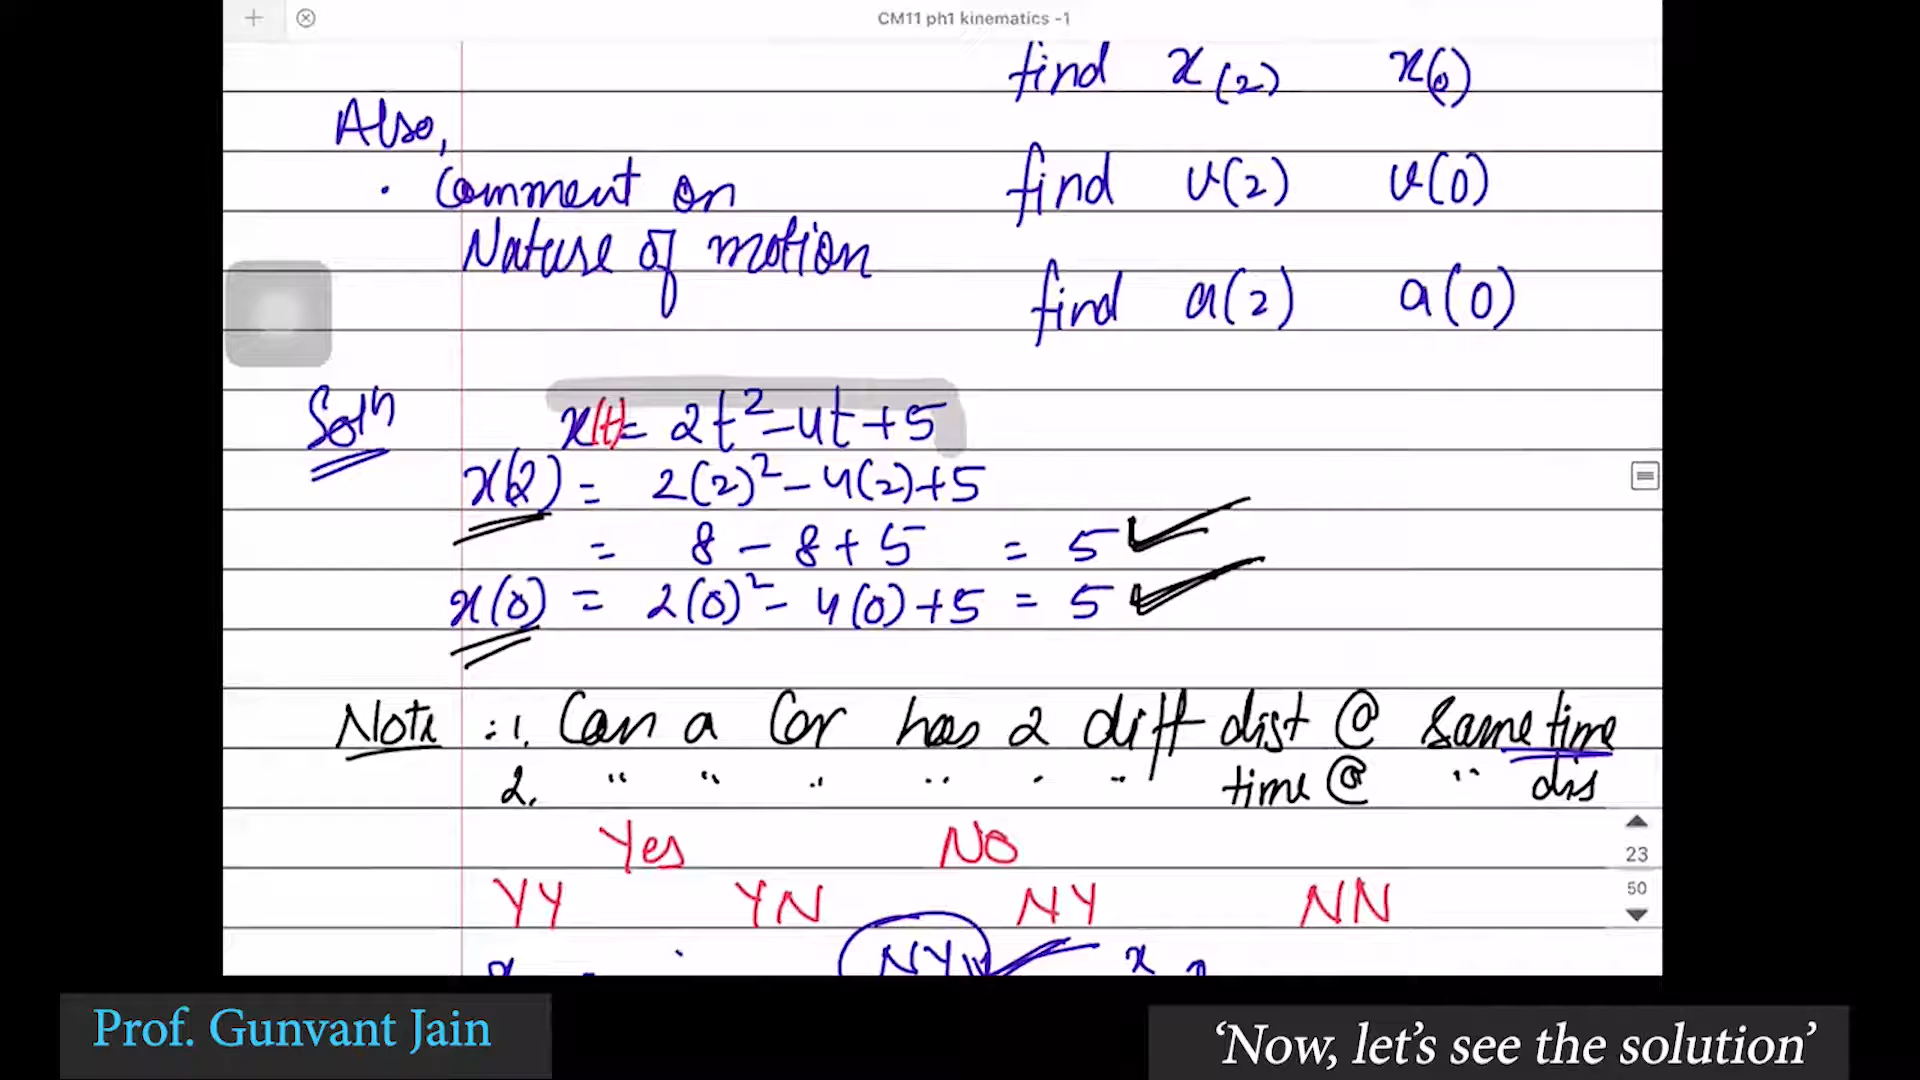 CM11 ph1 kinematics -1
find x(2) x(0)
Also,
. Comment on
Nature of motion
find v(2) v(0)
find a(2) a(0)
Soln x(t)= 2t²-4t+5
x(2) = 2(2)²-4(2)+5
= 8-8+5 = 5
x(0) = 2(0)²-4(0)+5 = 5
Note :1. Can a Car has 2 diff dist @ same time
2. " " " " " " time @ " dis
Yes No
YY YN NY NN
NY
23
50
Prof. Gunvant Jain
‘Now, let’s see the solution’